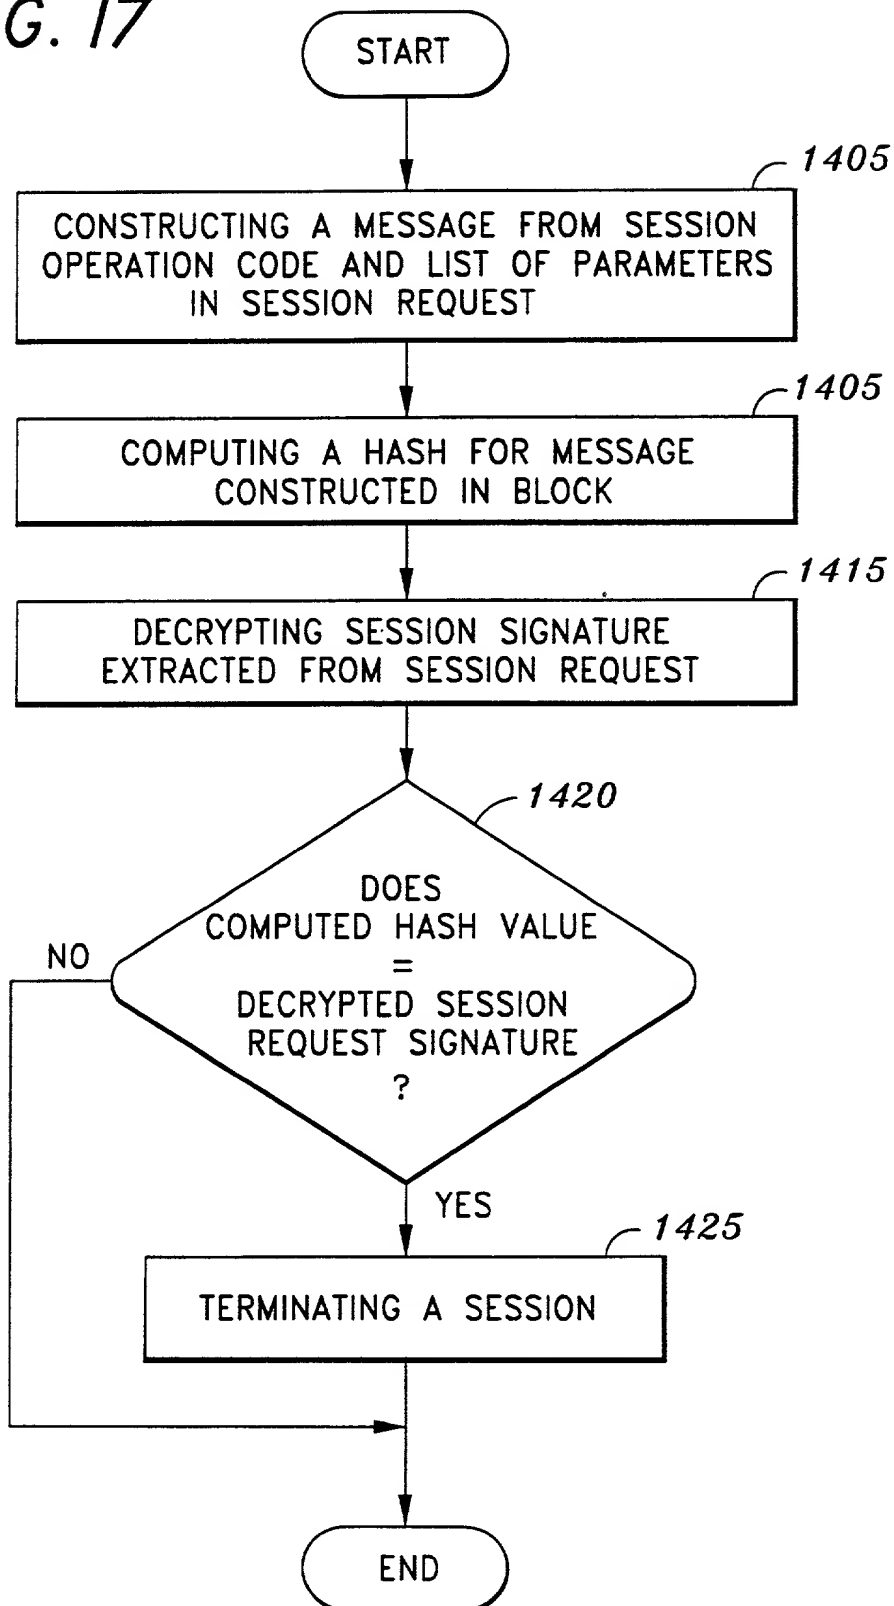 G. 17
START
1405
CONSTRUCTING A MESSAGE FROM SESSION
OPERATION CODE AND LIST OF PARAMETERS
IN SESSION REQUEST
1405
COMPUTING A HASH FOR MESSAGE
CONSTRUCTED IN BLOCK
1415
DECRYPTING SESSION SIGNATURE
EXTRACTED FROM SESSION REQUEST
1420
DOES
COMPUTED HASH VALUE
=
DECRYPTED SESSION
REQUEST SIGNATURE
?
NO
YES
1425
TERMINATING A SESSION
END